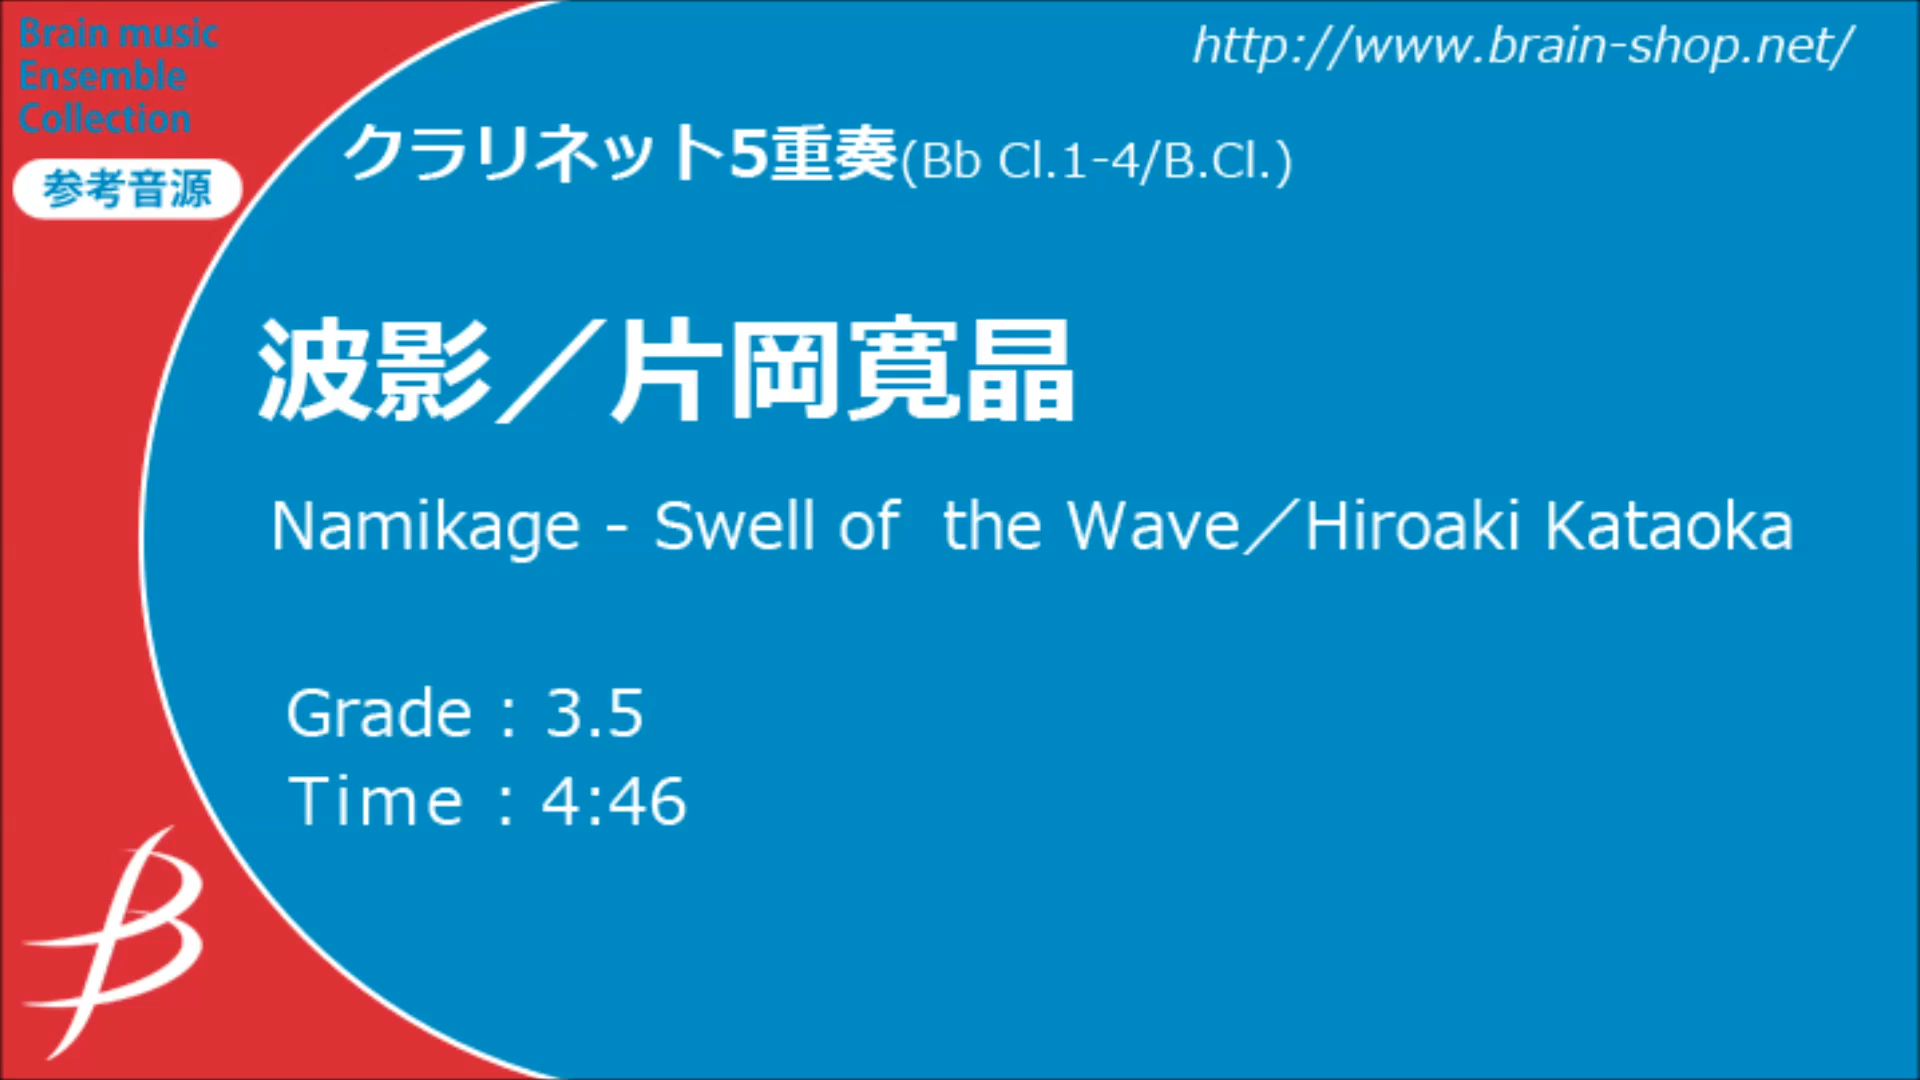 Brain music
Ensemble
Collection
参考音源
http://www.brain-shop.net/
クラリネット5重奏(Bb Cl.1-4/B.Cl.)
波影／片岡寛晶
Namikage - Swell of  the Wave／Hiroaki Kataoka
Grade : 3.5
Time : 4:46